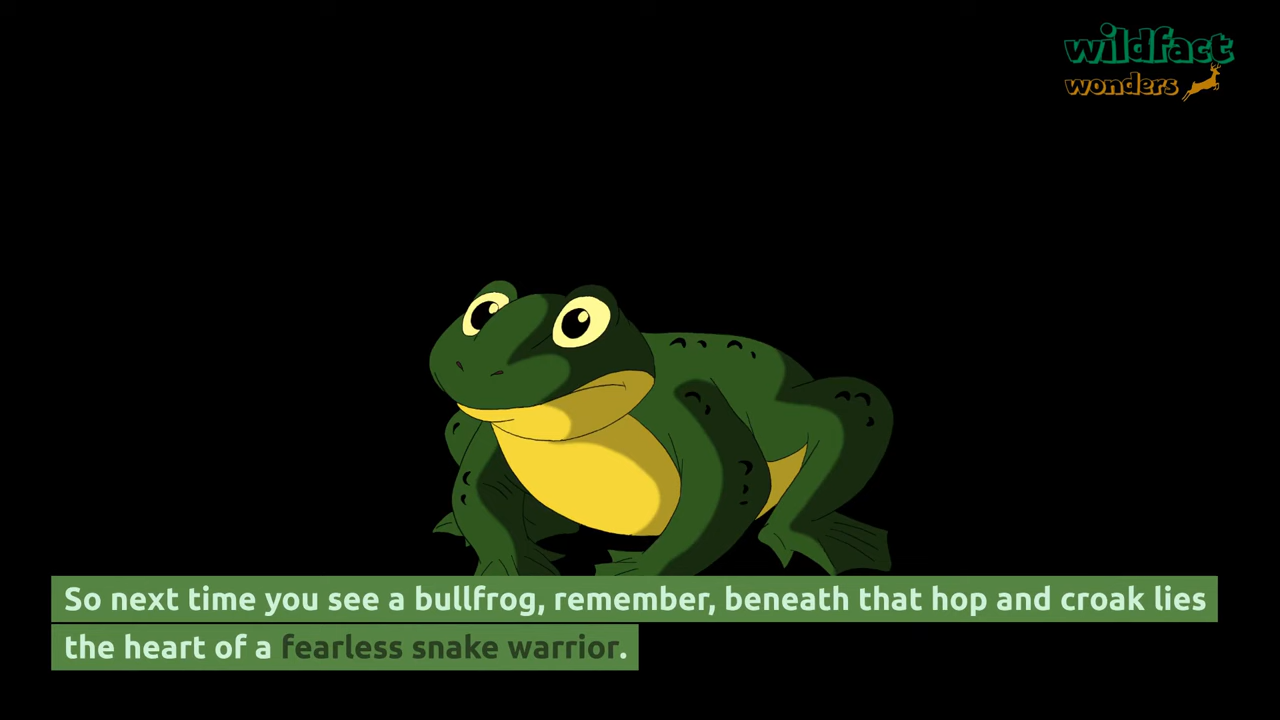 wildfact
wonders
So next time you see a bullfrog, remember, beneath that hop and croak lies
the heart of a fearless snake warrior.